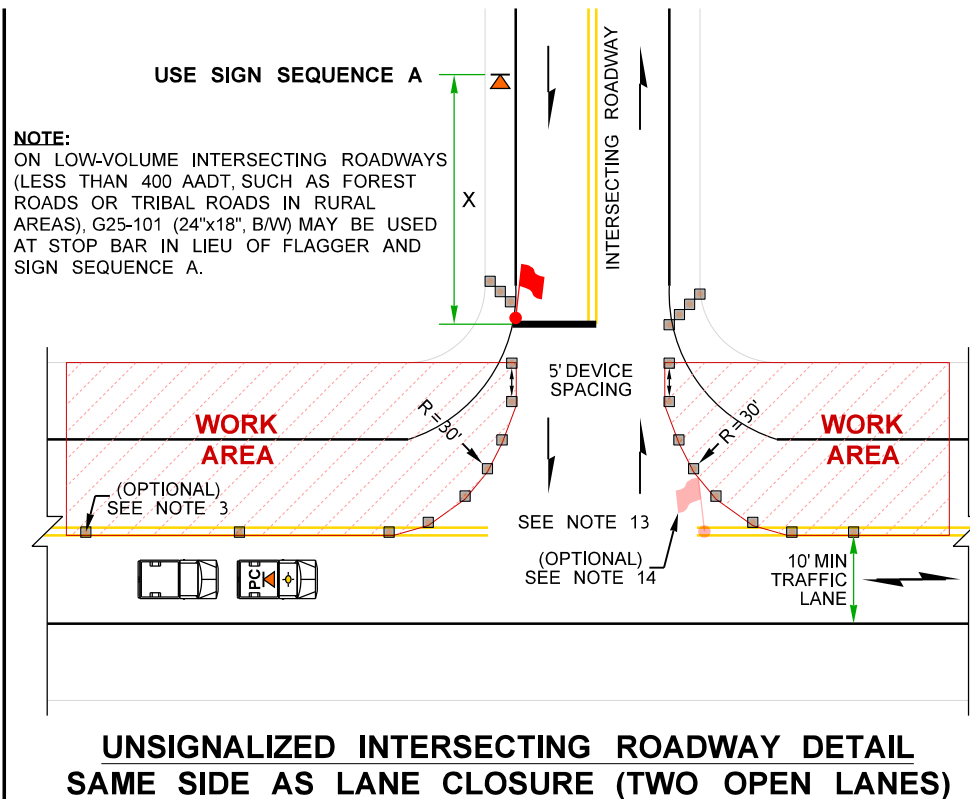 USE SIGN SEQUENCE A
NOTE:
ON LOW-VOLUME INTERSECTING ROADWAYS
(LESS THAN 400 AADT, SUCH AS FOREST
ROADS OR TRIBAL ROADS IN RURAL
AREAS), G25-101 (24"x18", B/W) MAY BE USED
AT STOP BAR IN LIEU OF FLAGGER AND
SIGN SEQUENCE A.
X
INTERSECTING ROADWAY
5' DEVICE
SPACING
WORK
AREA
R=30'
R=30'
WORK
AREA
(OPTIONAL)
SEE NOTE 3
SEE NOTE 13
(OPTIONAL)
SEE NOTE 14
10' MIN
TRAFFIC
LANE
PC
UNSIGNALIZED INTERSECTING ROADWAY DETAIL
SAME SIDE AS LANE CLOSURE (TWO OPEN LANES)